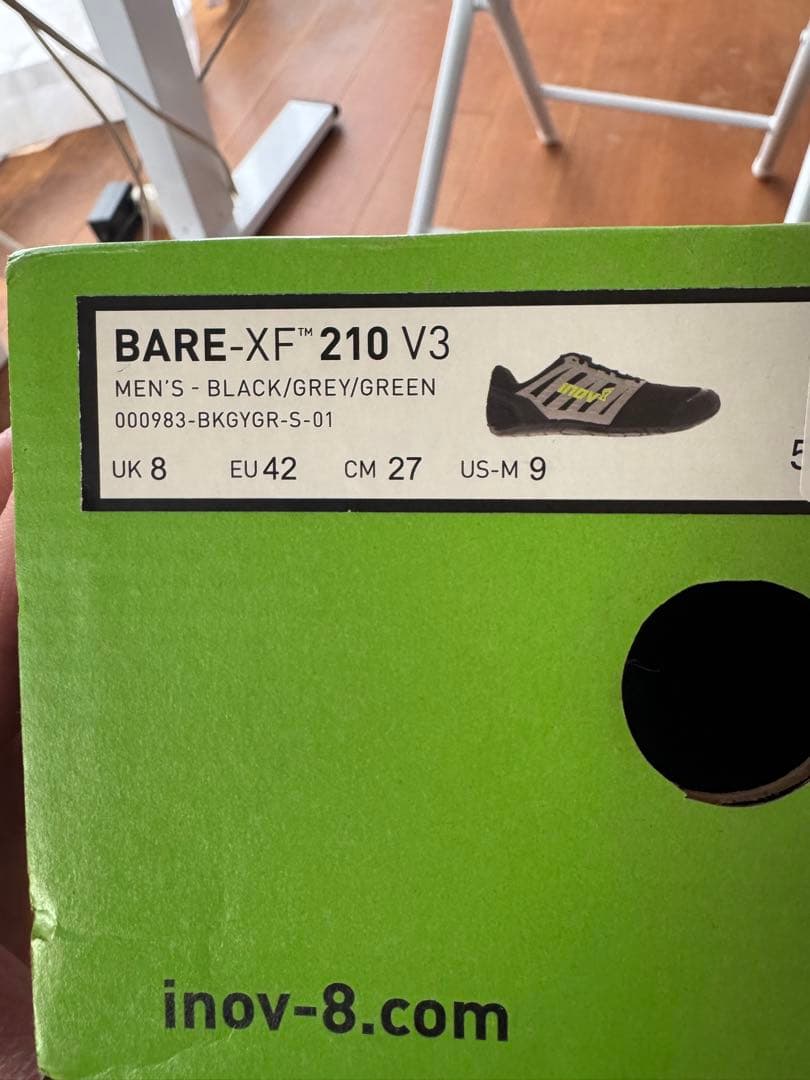 BARE-XF™ 210 V3
MEN'S - BLACK/GREY/GREEN
000983-BKGYGR-S-01
UK 8 EU 42 CM 27 US-M 9
inov8
inov-8.com